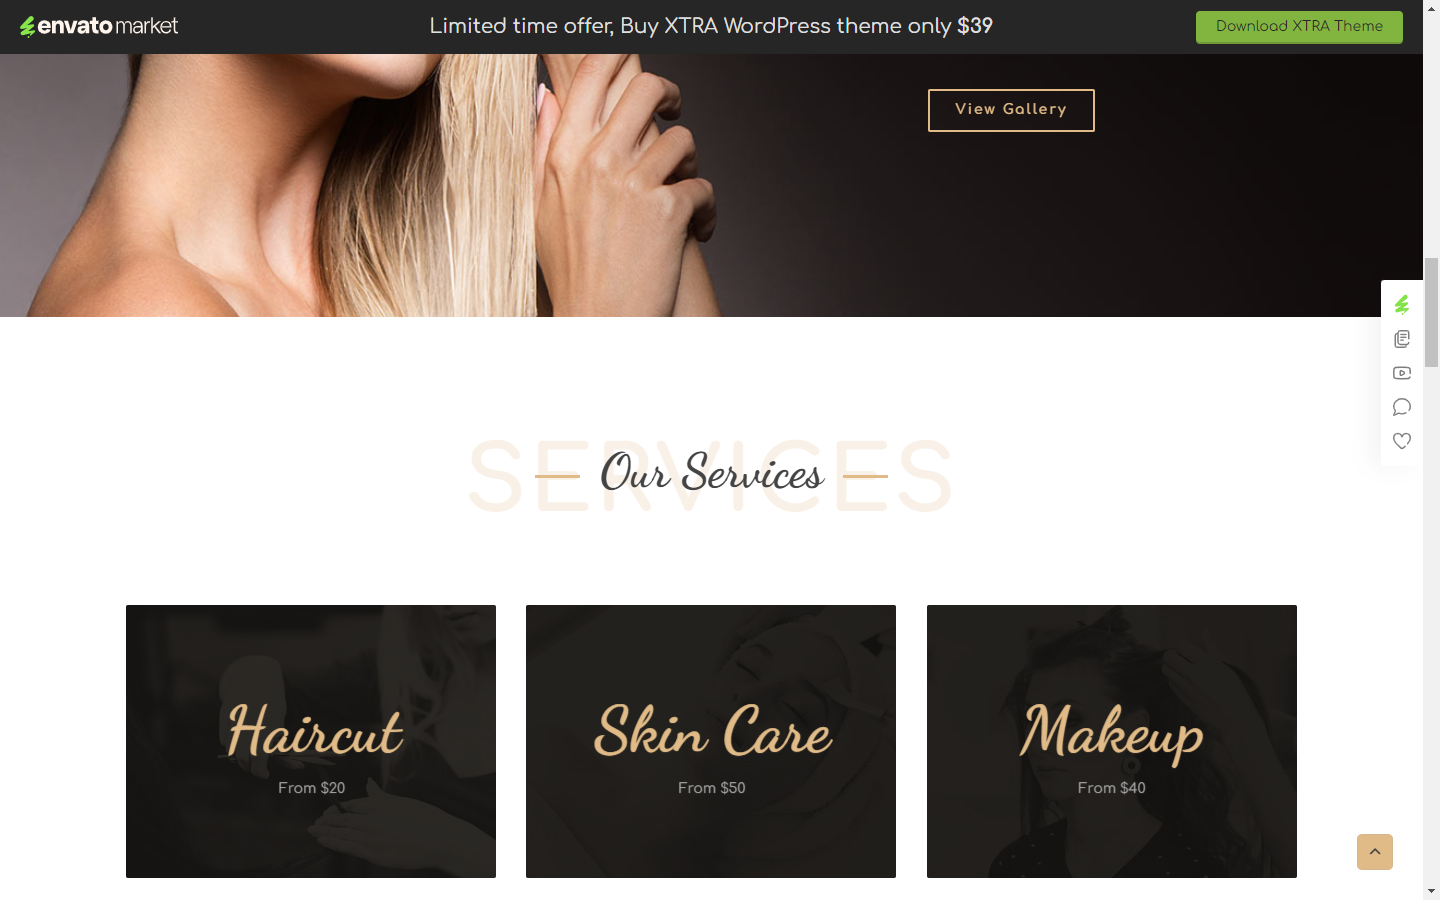 envato market
Limited time offer, Buy XTRA WordPress theme only $39
Download XTRA Theme
View Gallery
SERVICES
Our Services
Haircut
From $20
Skin Care
From $50
Makeup
From $40